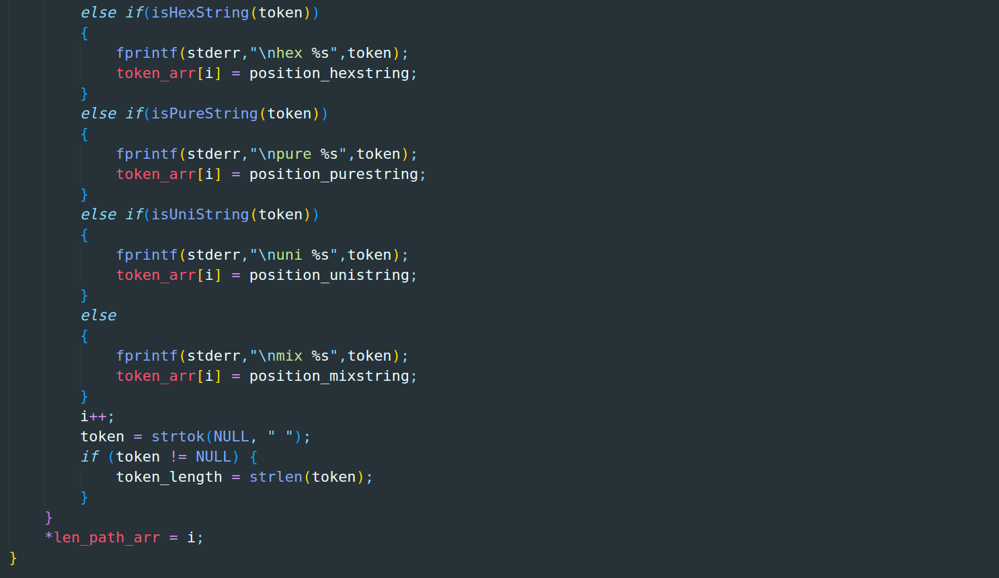 else if(isHexString(token))
{
fprintf(stderr,"\nhex %s",token);
token_arr[i] = position_hexstring;
}
else if(isPureString(token))
{
fprintf(stderr,"\npure %s",token);
token_arr[i] = position_purestring;
}
else if(isUniString(token))
{
fprintf(stderr,"\nuni %s",token);
token_arr[i] = position_unistring;
}
else
{
fprintf(stderr,"\nmix %s",token);
token_arr[i] = position_mixstring;
}
i++;
token = strtok(NULL, " ");
if (token != NULL) {
token_length = strlen(token);
}
}
*len_path_arr = i;
}